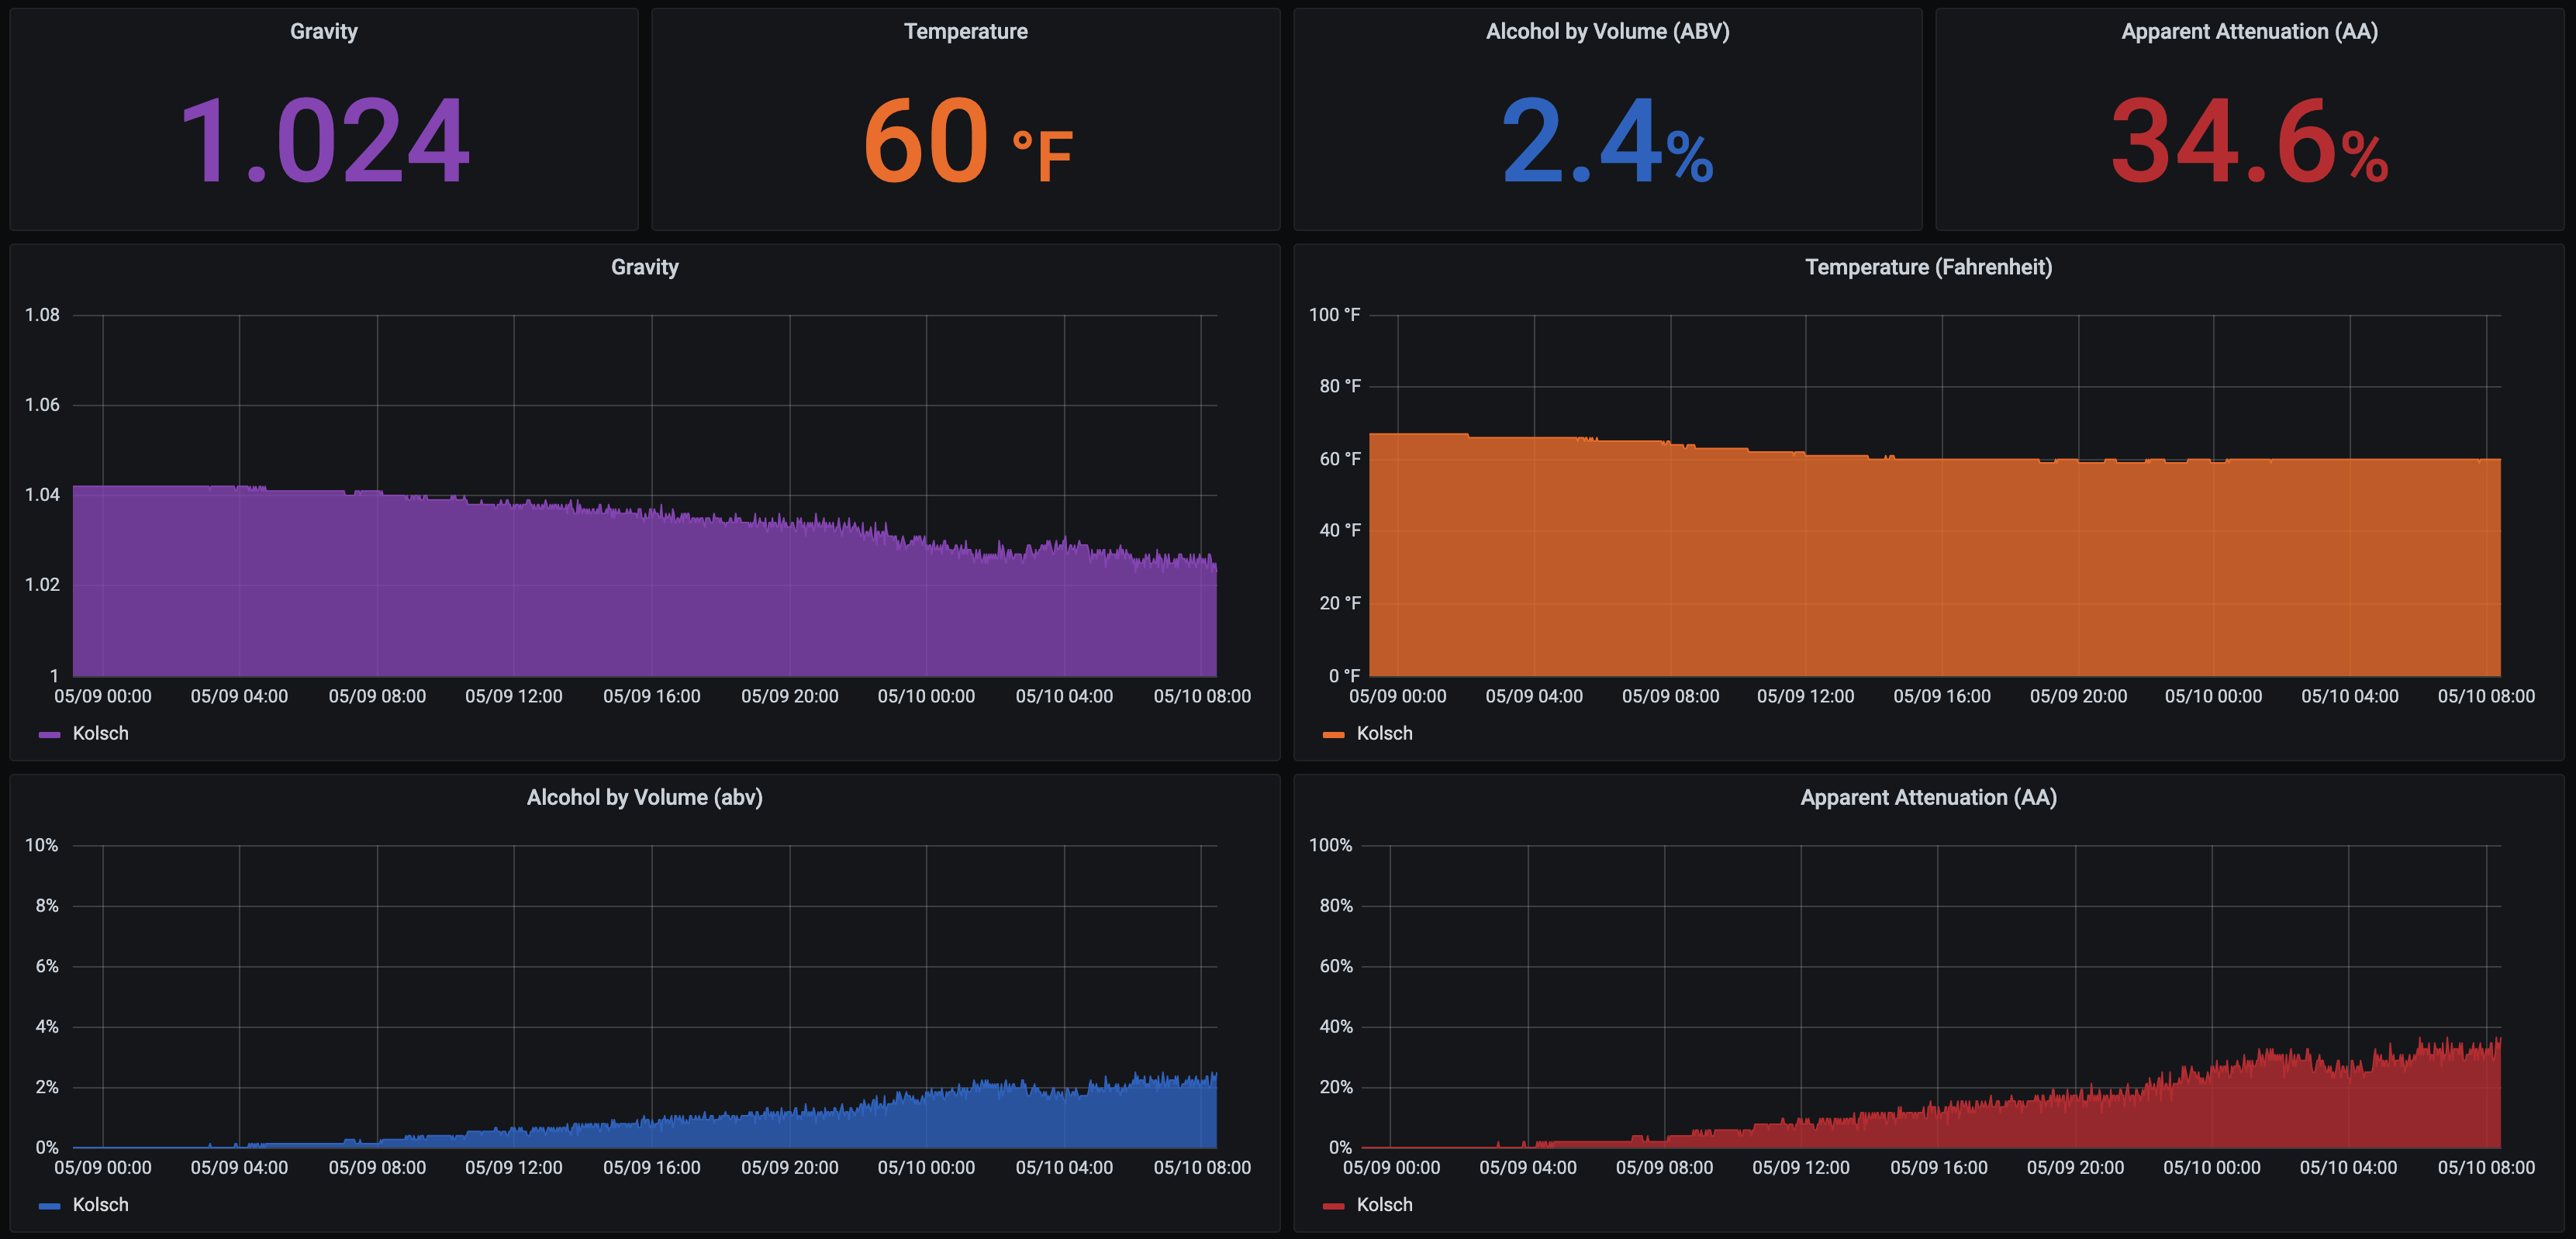 Gravity
1.024
Temperature
60 °F
Alcohol by Volume (ABV)
2.4%
Apparent Attenuation (AA)
34.6%
Gravity
1.08
1.06
1.04
1.02
1
05/09 00:00 05/09 04:00 05/09 08:00 05/09 12:00 05/09 16:00 05/09 20:00 05/10 00:00 05/10 04:00 05/10 08:00
Kolsch
Temperature (Fahrenheit)
100 °F
80 °F
60 °F
40 °F
20 °F
0 °F
05/09 00:00 05/09 04:00 05/09 08:00 05/09 12:00 05/09 16:00 05/09 20:00 05/10 00:00 05/10 04:00 05/10 08:00
Kolsch
Alcohol by Volume (abv)
10%
8%
6%
4%
2%
0%
05/09 00:00 05/09 04:00 05/09 08:00 05/09 12:00 05/09 16:00 05/09 20:00 05/10 00:00 05/10 04:00 05/10 08:00
Kolsch
Apparent Attenuation (AA)
100%
80%
60%
40%
20%
0%
05/09 00:00 05/09 04:00 05/09 08:00 05/09 12:00 05/09 16:00 05/09 20:00 05/10 00:00 05/10 04:00 05/10 08:00
Kolsch